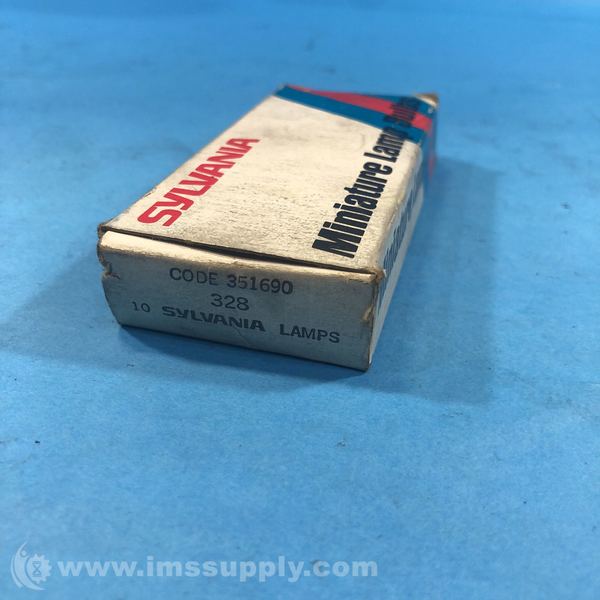 SYLVANIA
Miniature Lamp
CODE 351690
328
10 SYLVANIA LAMPS
www.imssupply.com